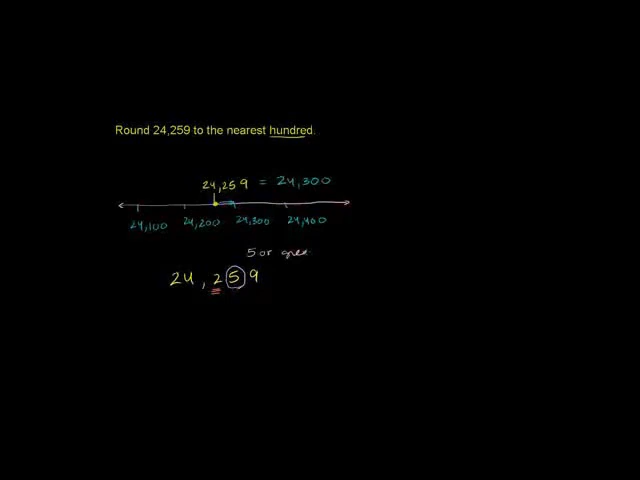 Round 24,259 to the nearest hundred.
24,259 = 24,300
24,100 24,200 24,300 24,400
5 or grea
24,259